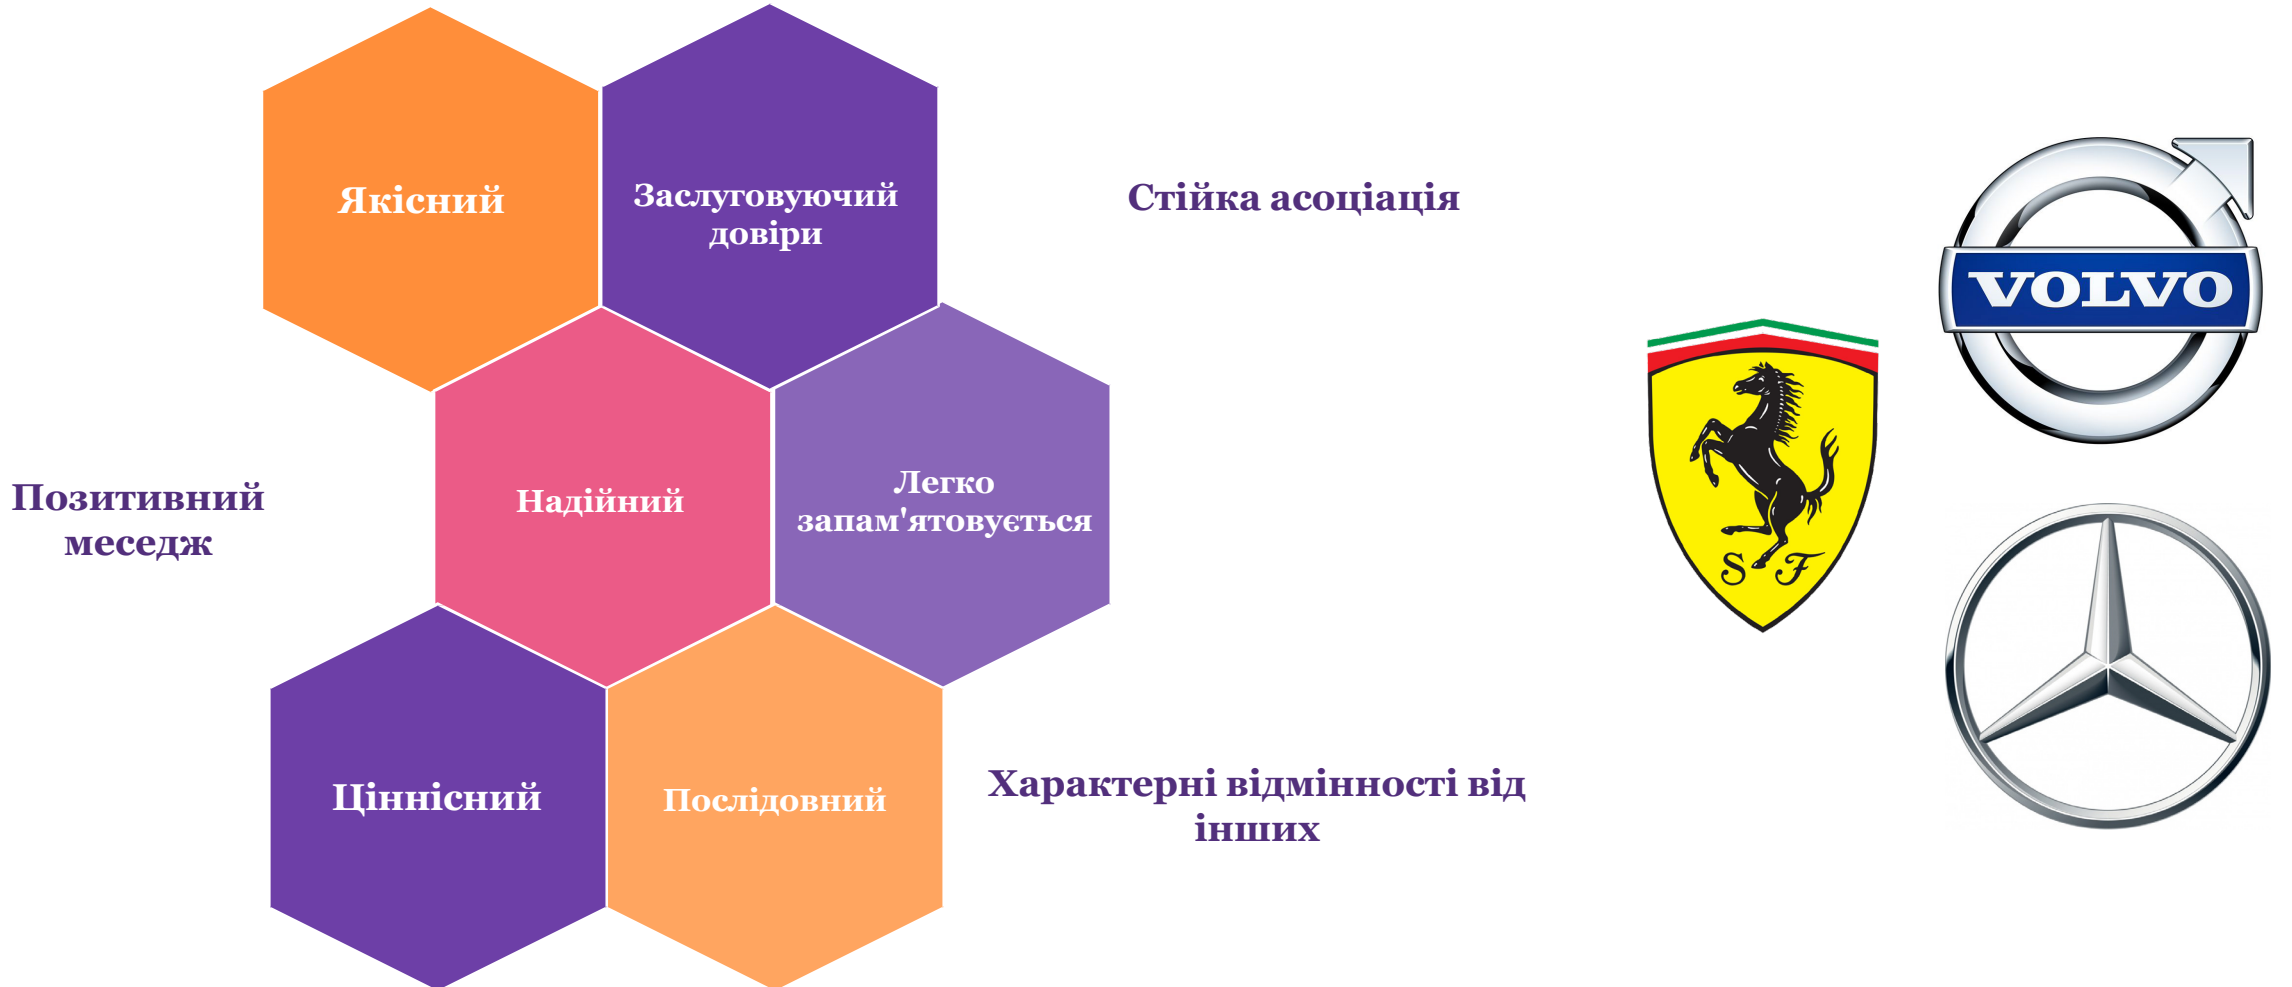 Якісний
Заслуговуючий
довіри
Стійка асоціація
VOLVO
Позитивний
меседж
Надійний
Легко
запам'ятовується
S F
Ціннісний
Послідовний
Характерні відмінності від
інших